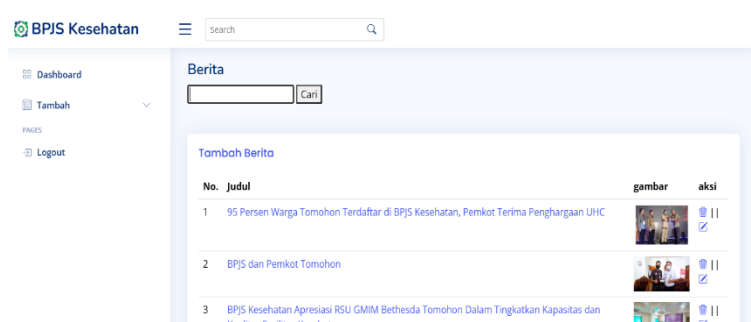 BPJS Kesehatan
Search
Dashboard
Tambah
PAGES
Logout
Berita
Cari
Tambah Berita
No. Judul gambar aksi
1 95 Persen Warga Tomohon Terdaftar di BPJS Kesehatan, Pemkot Terima Penghargaan UHC ||
2 BPJS dan Pemkot Tomohon ||
3 BPJS Kesehatan Apresiasi RSU GMIM Bethesda Tomohon Dalam Tingkatkan Kapasitas dan ||